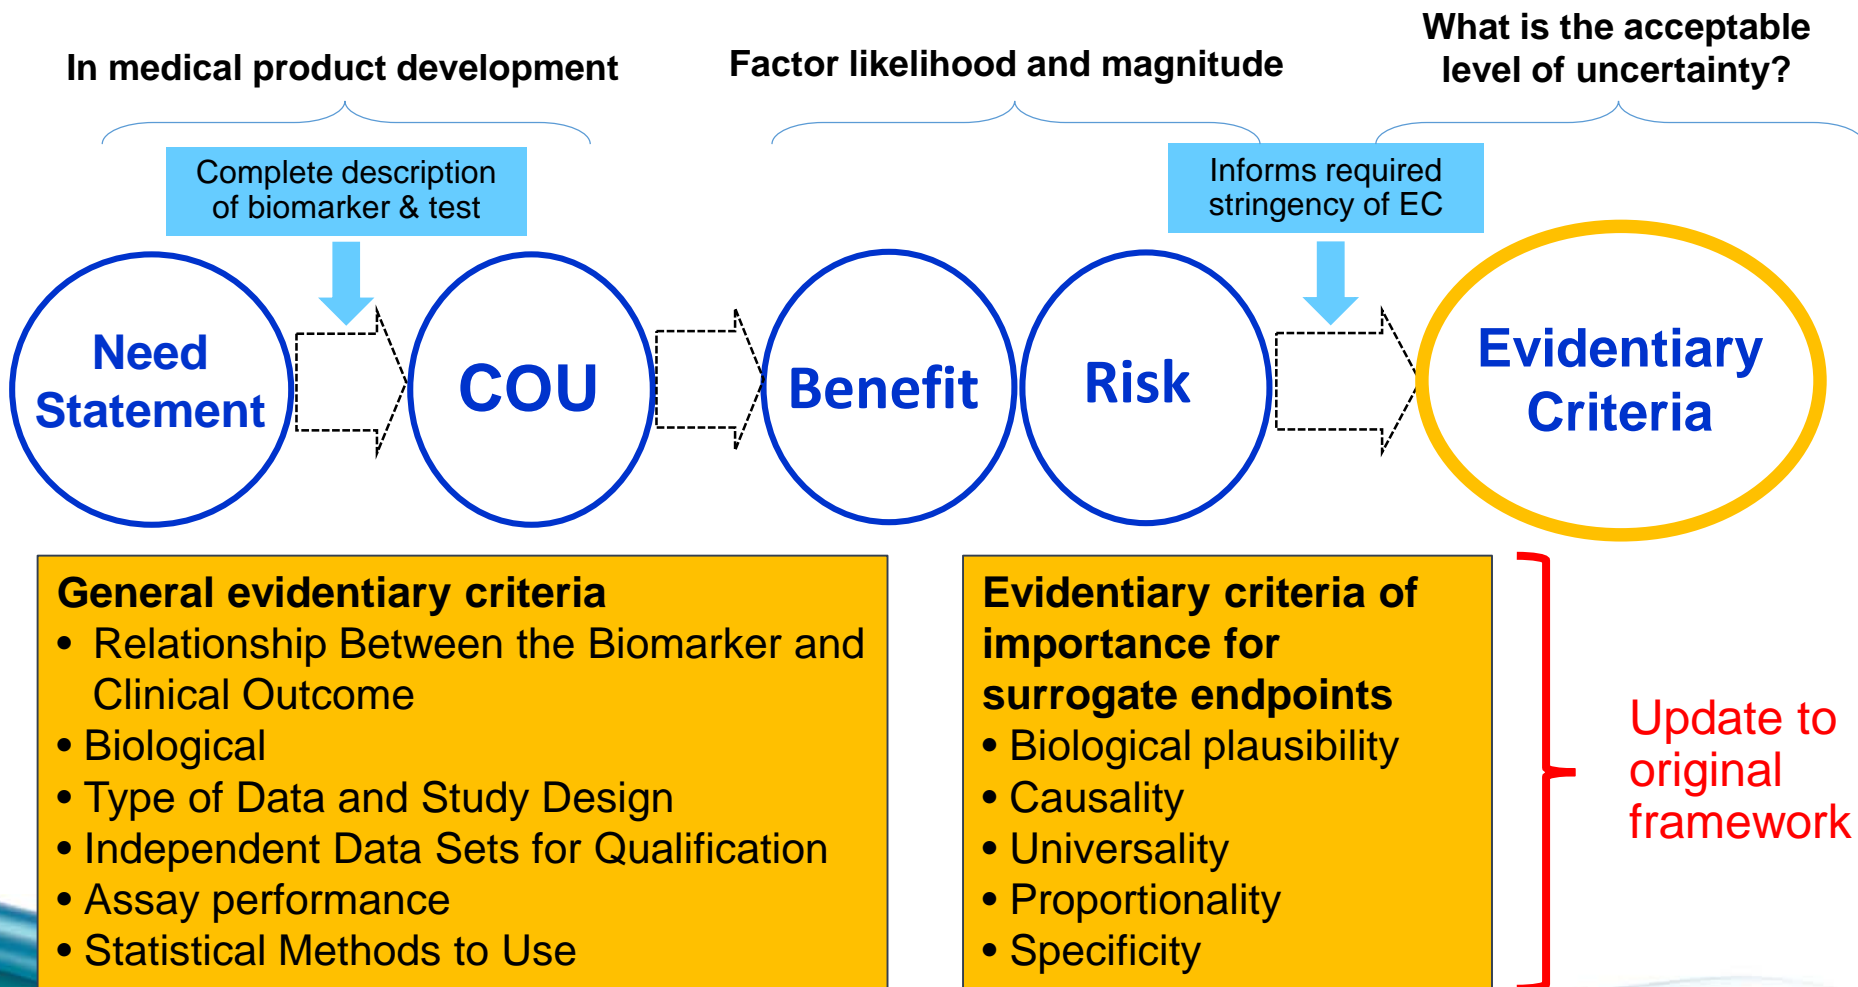 In medical product development
Factor likelihood and magnitude
What is the acceptable
level of uncertainty?
Complete description
of biomarker & test
Informs required
stringency of EC
Need
Statement
COU
Benefit
Risk
Evidentiary
Criteria
General evidentiary criteria
• Relationship Between the Biomarker and
Clinical Outcome
• Biological
• Type of Data and Study Design
• Independent Data Sets for Qualification
• Assay performance
• Statistical Methods to Use
Evidentiary criteria of
importance for
surrogate endpoints
• Biological plausibility
• Causality
• Universality
• Proportionality
• Specificity
Update to
original
framework